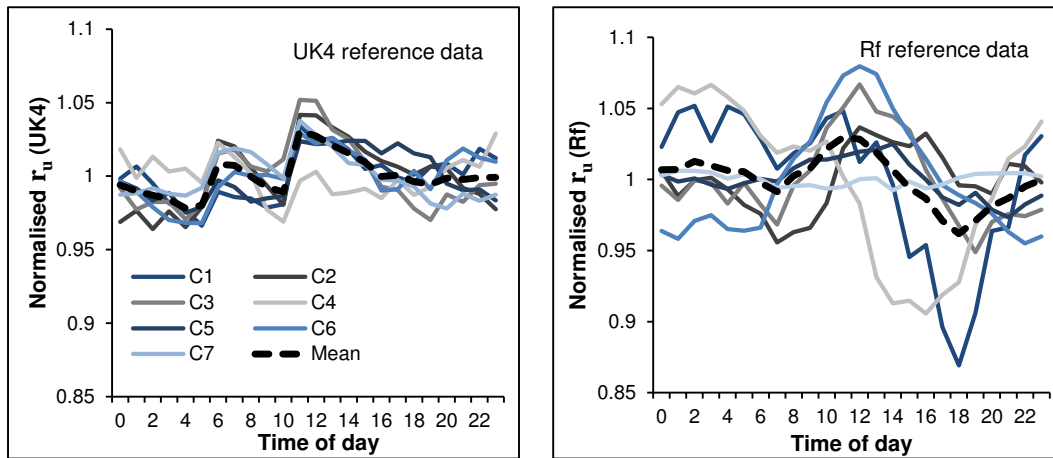 1.1
1.05
1
0.95
0.9
0.85
Normalised r_u (UK4)
UK4 reference data
C1
C2
C3
C4
C5
C6
C7
Mean
0 2 4 6 8 10 12 14 16 18 20 22
Time of day
1.1
1.05
1.00
0.95
0.90
0.85
Normalised r_u (Rf)
Rf reference data
0 2 4 6 8 10 12 14 16 18 20 22
Time of day